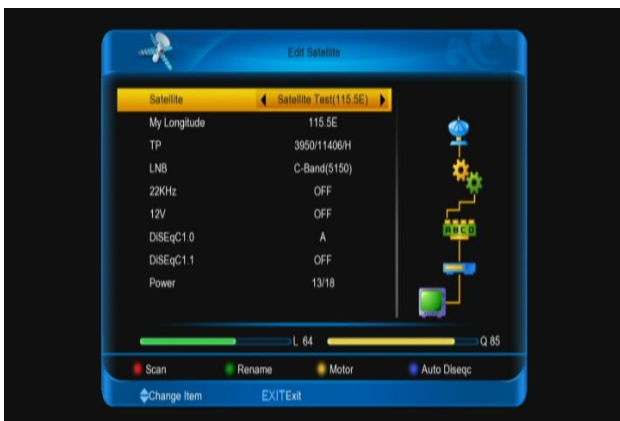 Edit Satellite
Satellite Satellite Test(115.5E)
My Longitude 115.5E
TP 3950/11406/H
LNB C-Band(5150)
22KHz OFF
12V OFF
DiSEqC1.0 A
DiSEqC1.1 OFF
Power 13/18
A B C D
L 64 Q 85
Scan Rename Motor Auto Diseqc
Change Item EXITExit